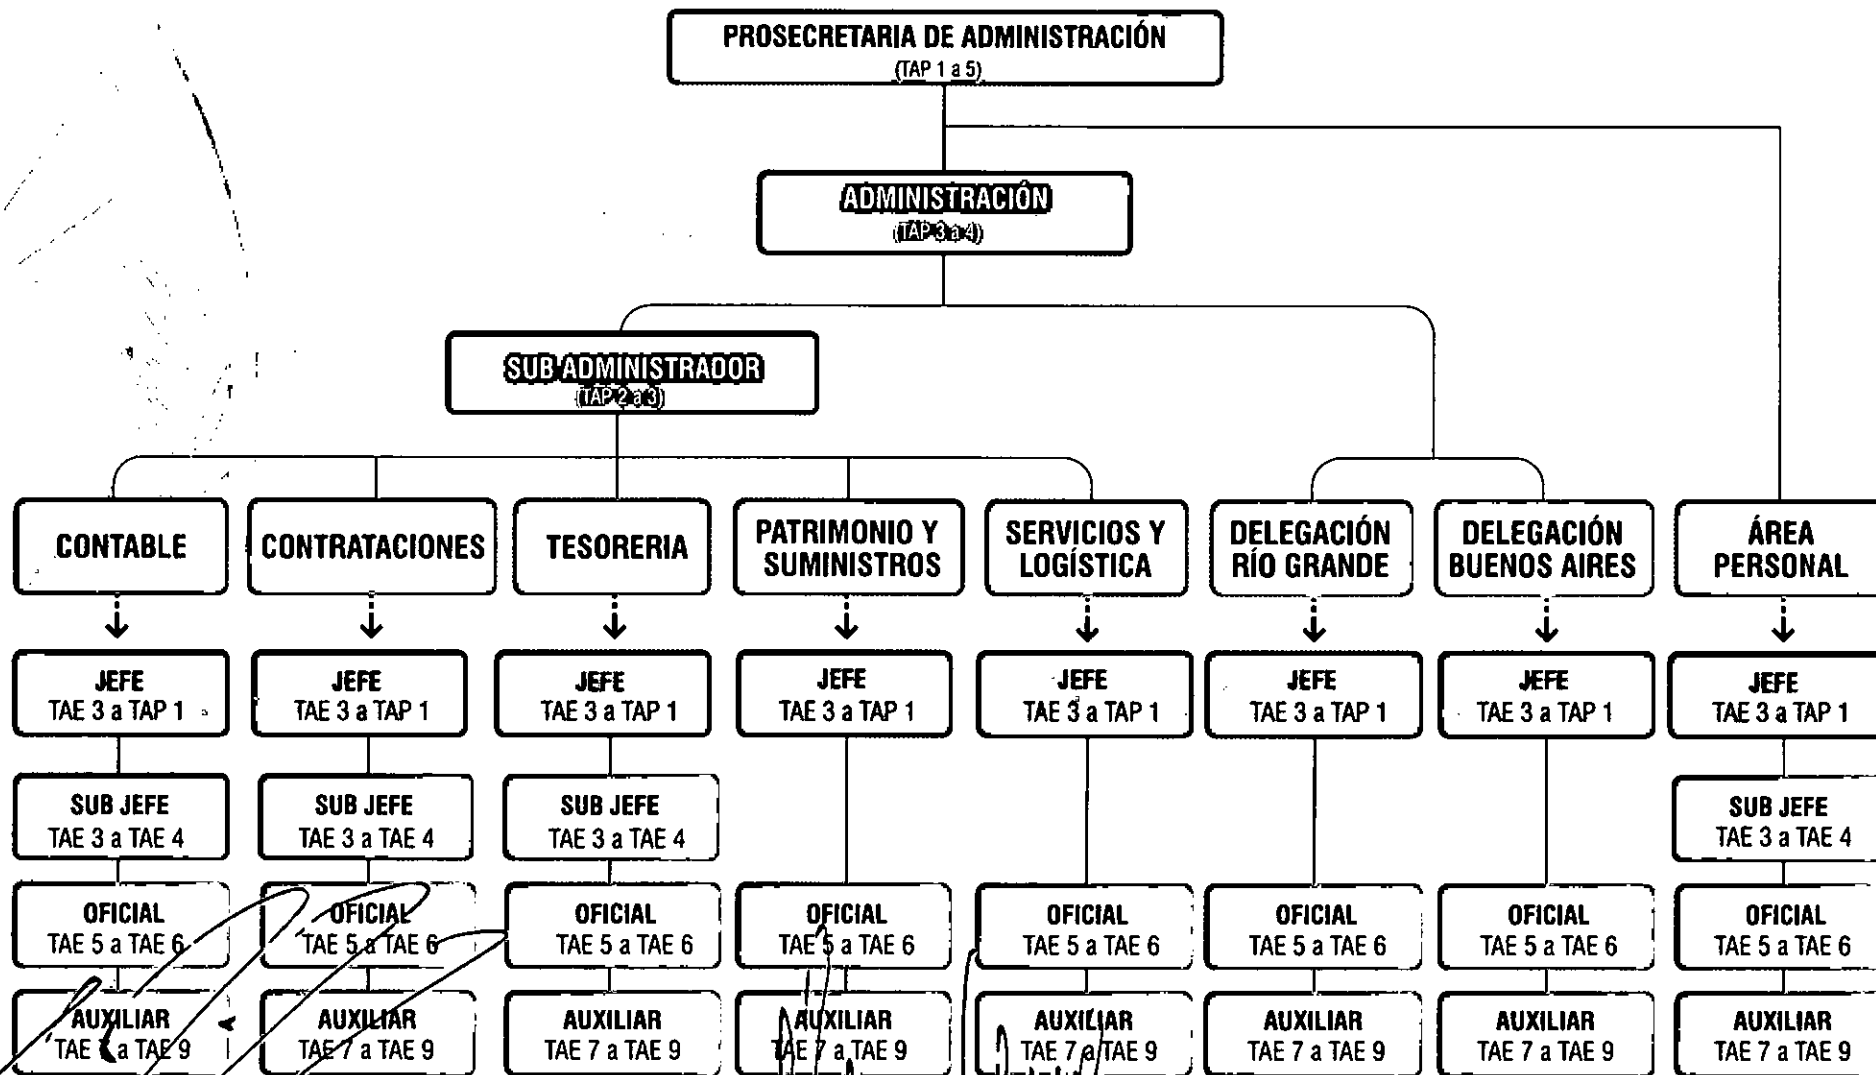 PROSECRETARIA DE ADMINISTRACIÓN
(TAP 1 a 5)
ADMINISTRACIÓN
(TAP 3 a 4)
SUB ADMINISTRADOR
(TAP 2 a 3)
CONTABLE
CONTRATACIONES
TESORERIA
PATRIMONIO Y
SUMINISTROS
SERVICIOS Y
LOGÍSTICA
DELEGACIÓN
RÍO GRANDE
DELEGACIÓN
BUENOS AIRES
ÁREA
PERSONAL
JEFE
TAE 3 a TAP 1
JEFE
TAE 3 a TAP 1
JEFE
TAE 3 a TAP 1
JEFE
TAE 3 a TAP 1
JEFE
TAE 3 a TAP 1
JEFE
TAE 3 a TAP 1
JEFE
TAE 3 a TAP 1
JEFE
TAE 3 a TAP 1
SUB JEFE
TAE 3 a TAE 4
SUB JEFE
TAE 3 a TAE 4
SUB JEFE
TAE 3 a TAE 4
SUB JEFE
TAE 3 a TAE 4
OFICIAL
TAE 5 a TAE 6
OFICIAL
TAE 5 a TAE 6
OFICIAL
TAE 5 a TAE 6
OFICIAL
TAE 5 a TAE 6
OFICIAL
TAE 5 a TAE 6
OFICIAL
TAE 5 a TAE 6
OFICIAL
TAE 5 a TAE 6
OFICIAL
TAE 5 a TAE 6
AUXILIAR
TAE a TAE 9
AUXILIAR
TAE 7 a TAE 9
AUXILIAR
TAE 7 a TAE 9
AUXILIAR
TAE 7 a TAE 9
AUXILIAR
TAE 7 a TAE 9
AUXILIAR
TAE 7 a TAE 9
AUXILIAR
TAE 7 a TAE 9
AUXILIAR
TAE 7 a TAE 9